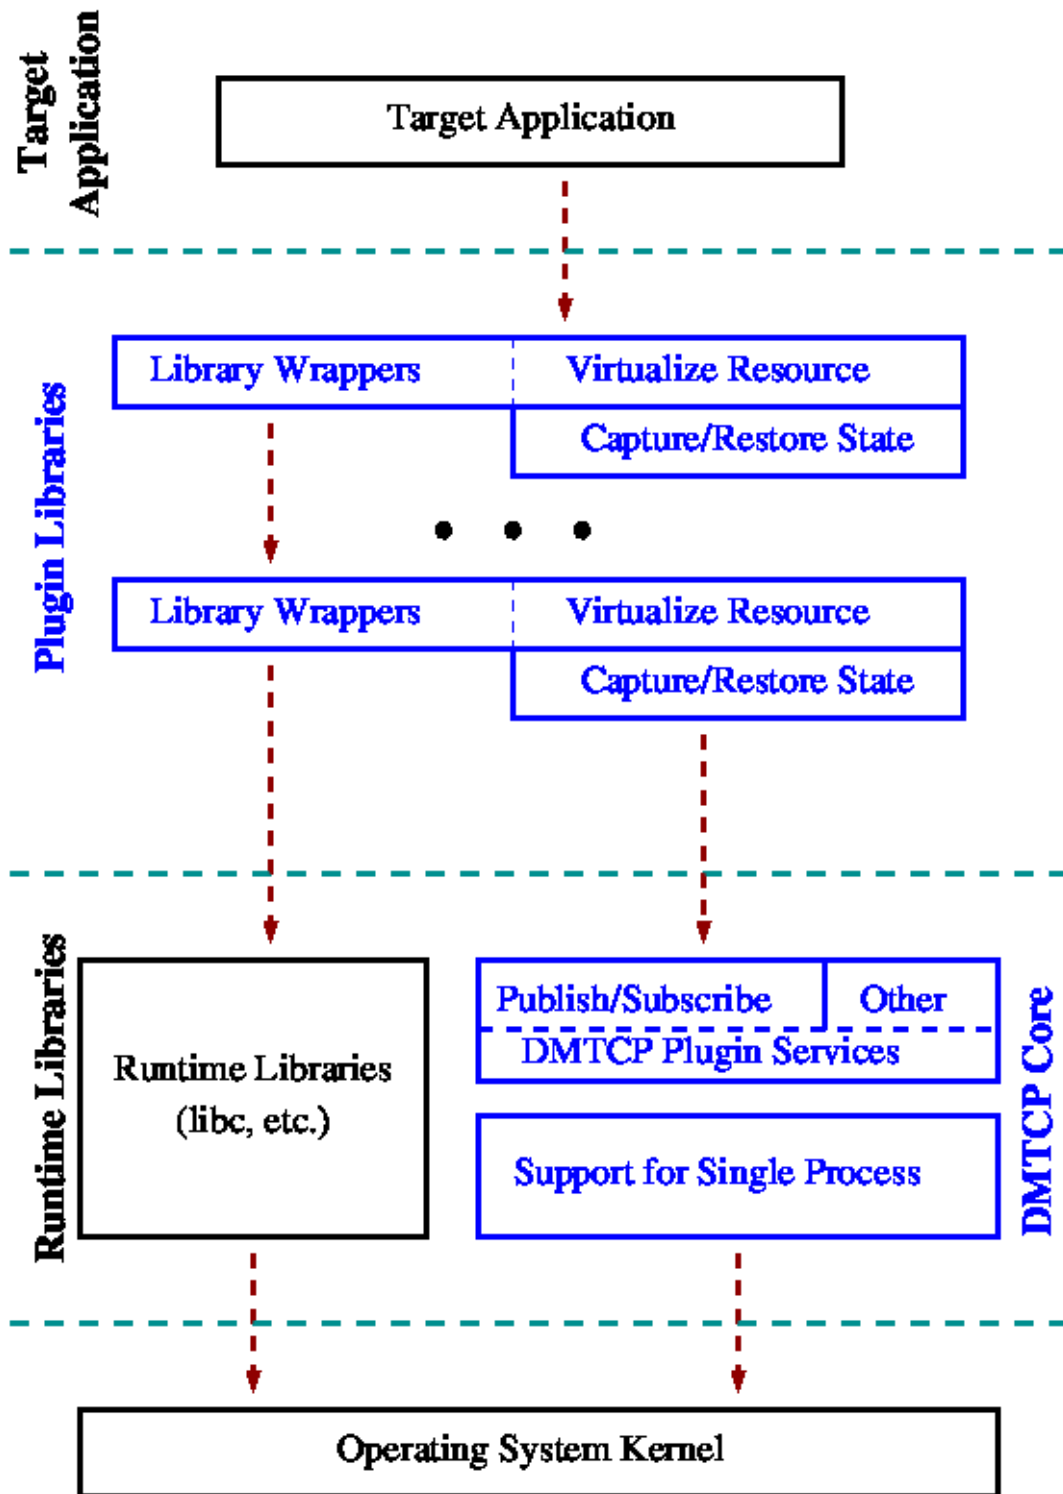 Target
Application
Target Application
Plugin Libraries
Library Wrappers
Virtualize Resource
Capture/Restore State
Library Wrappers
Virtualize Resource
Capture/Restore State
Runtime Libraries
Runtime Libraries
(libc, etc.)
Publish/Subscribe
Other
DMTCP Plugin Services
Support for Single Process
DMTCP Core
Operating System Kernel